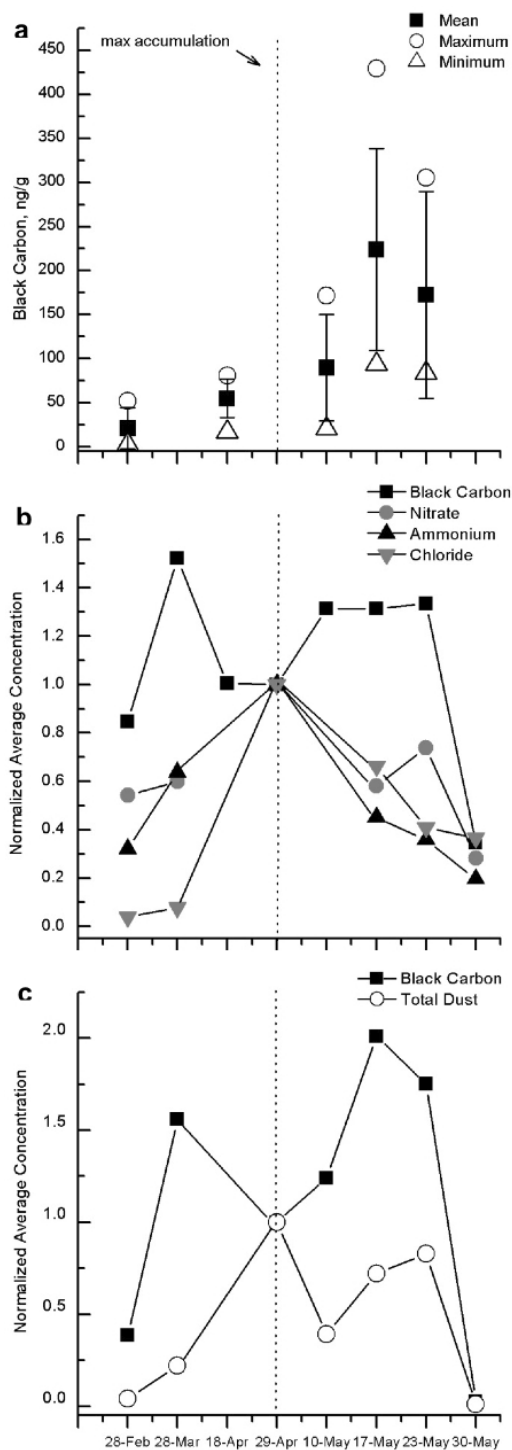 a
max accumulation
Mean
Maximum
Minimum
Black Carbon, ng/g
450
400
350
300
250
200
150
100
50
0
b
Black Carbon
Nitrate
Ammonium
Chloride
Normalized Average Concentration
1.6
1.4
1.2
1.0
0.8
0.6
0.4
0.2
0.0
c
Black Carbon
Total Dust
Normalized Average Concentration
2.0
1.5
1.0
0.5
0.0
28-Feb 28-Mar 18-Apr 29-Apr 10-May 17-May 23-May 30-May